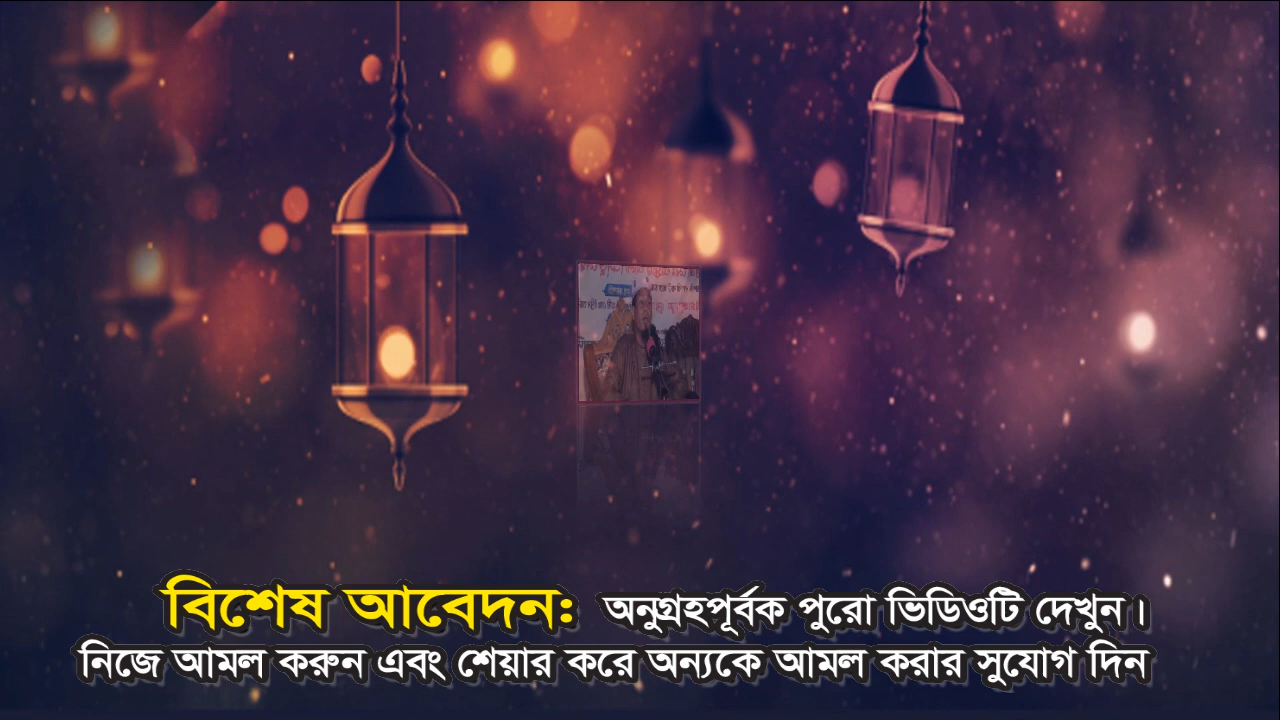 বিশেষ আবেদন: অনুগ্রহপূর্বক পুরো ভিডিওটি দেখুন।
নিজে আমল করুন এবং শেয়ার করে অন্যকে আমল করার সুযোগ দিন